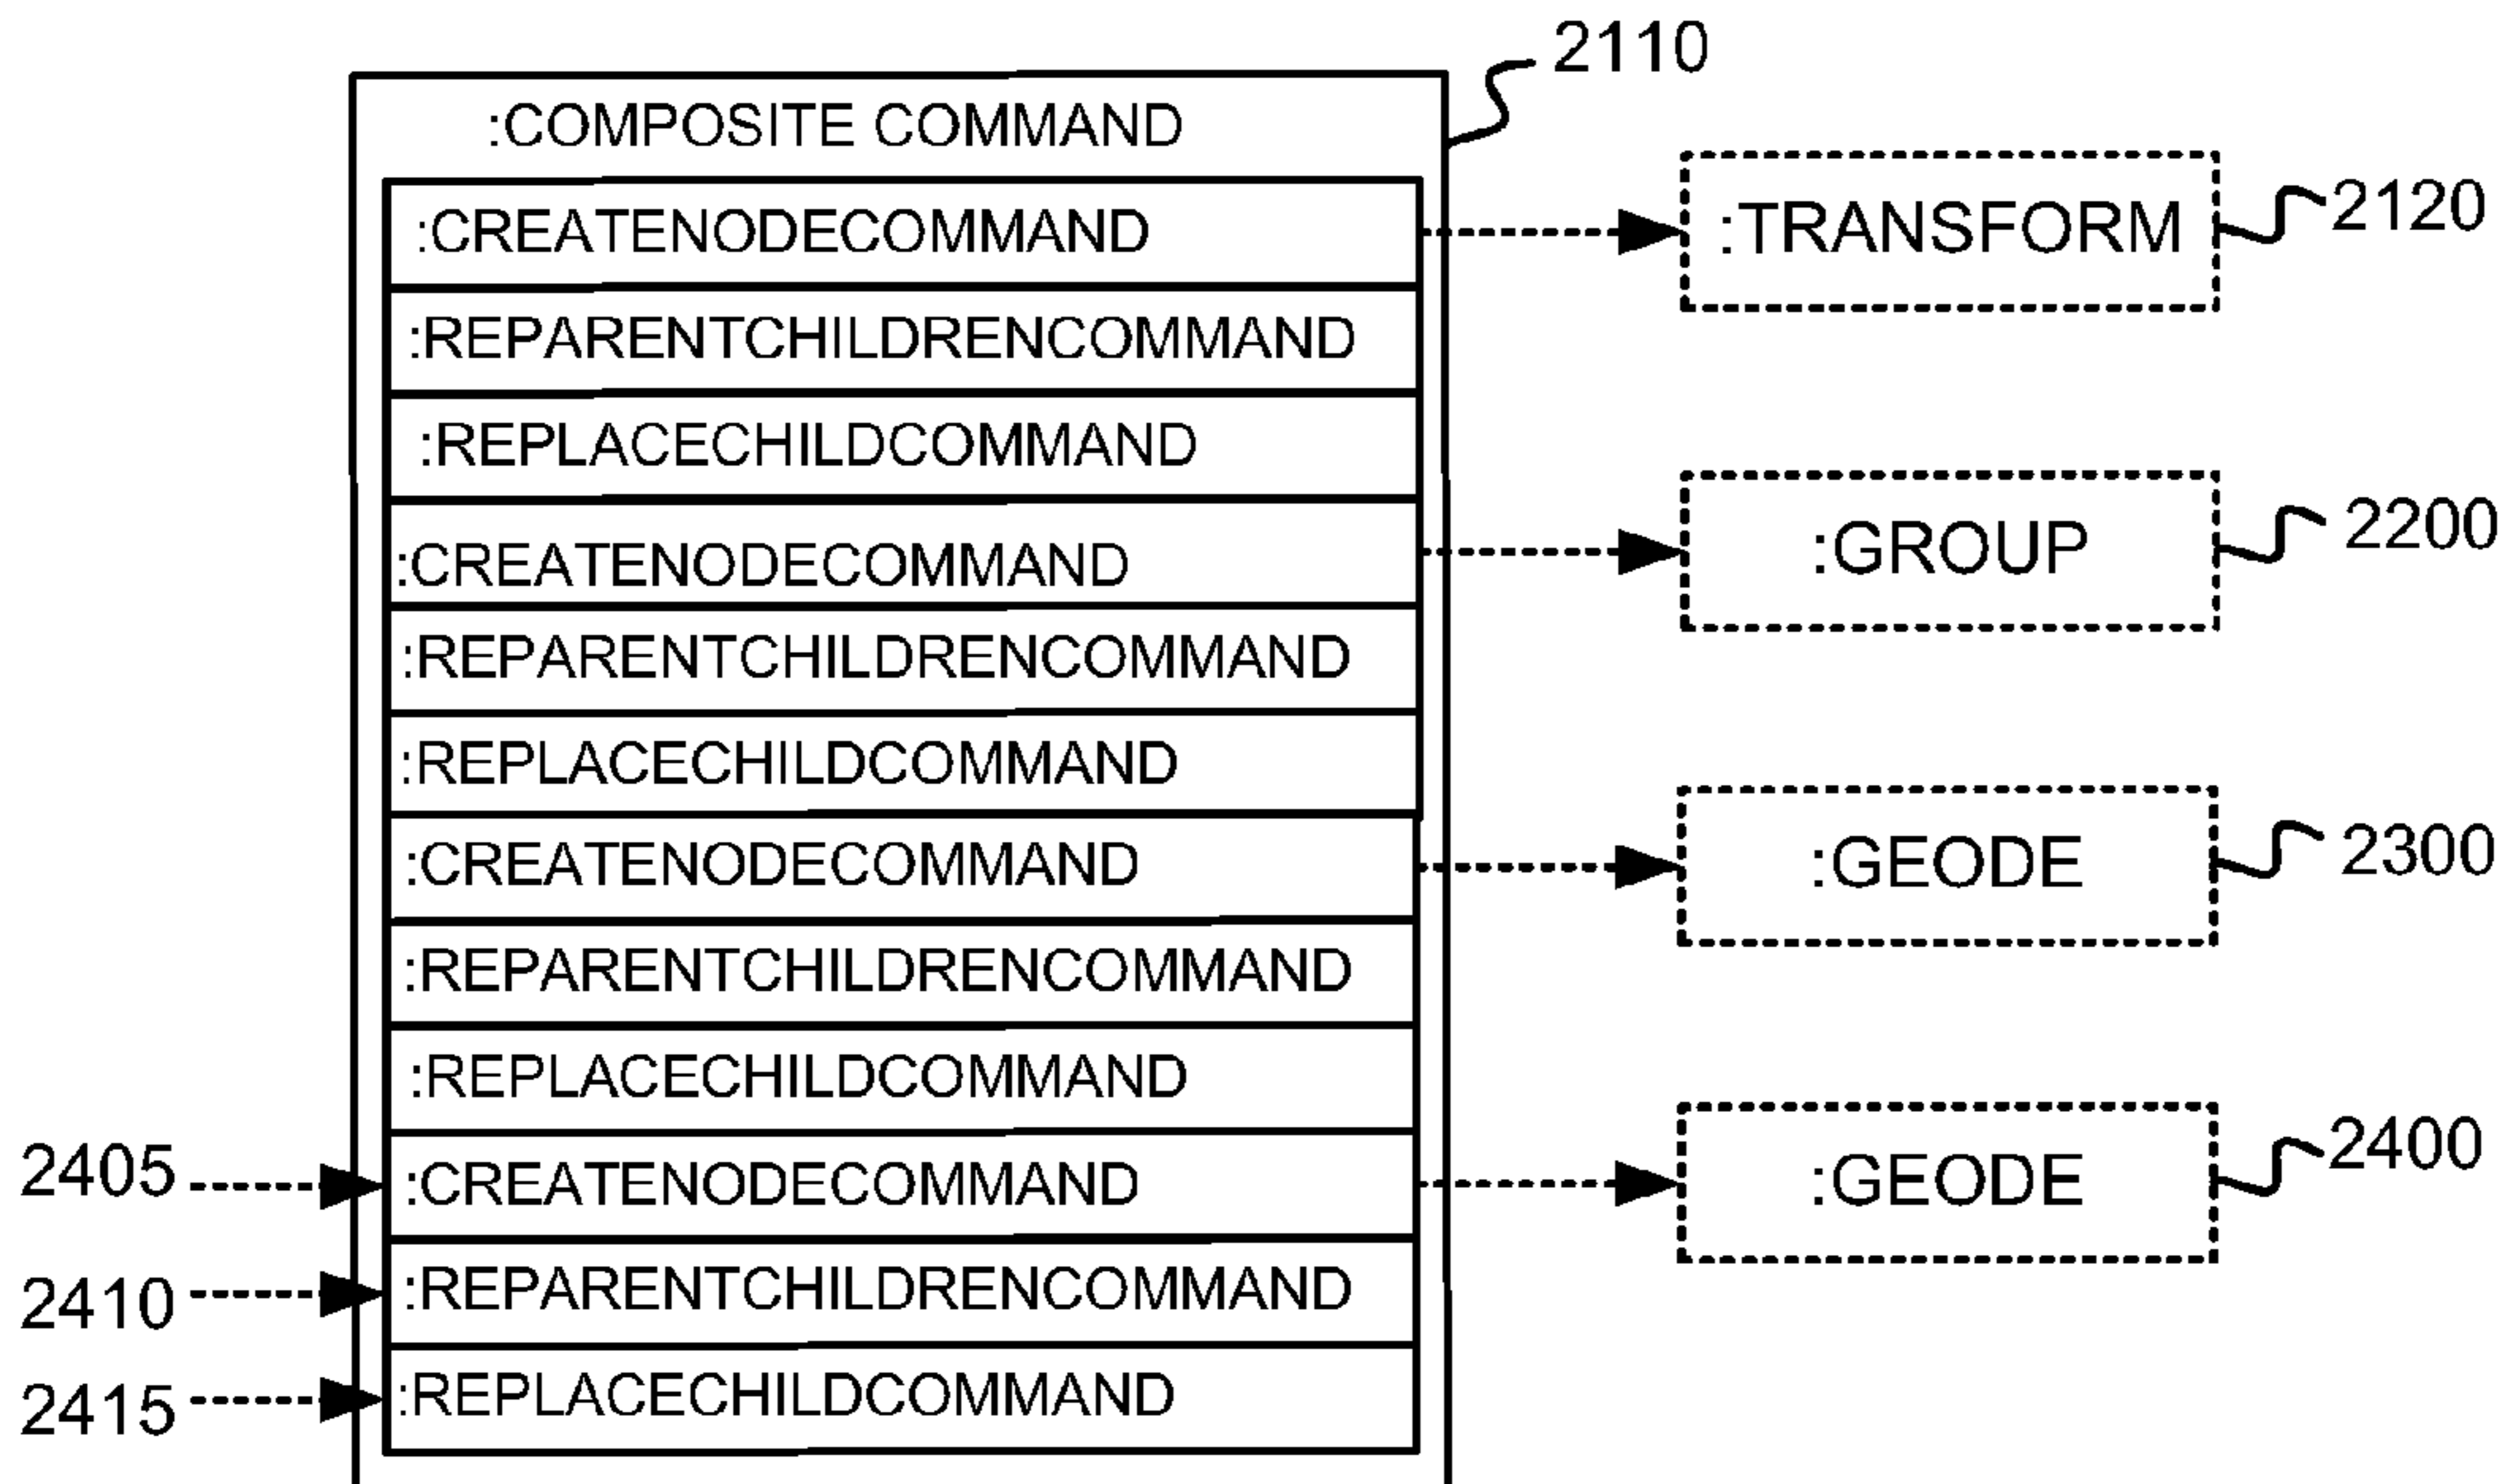 2110
:COMPOSITE COMMAND
:CREATENODECOMMAND
:TRANSFORM
2120
:REPARENTCHILDRENCOMMAND
:REPLACECHILDCOMMAND
:CREATENODECOMMAND
:GROUP
2200
:REPARENTCHILDRENCOMMAND
:REPLACECHILDCOMMAND
:CREATENODECOMMAND
:GEODE
2300
:REPARENTCHILDRENCOMMAND
:REPLACECHILDCOMMAND
2405
:CREATENODECOMMAND
:GEODE
2400
2410
:REPARENTCHILDRENCOMMAND
2415
:REPLACECHILDCOMMAND